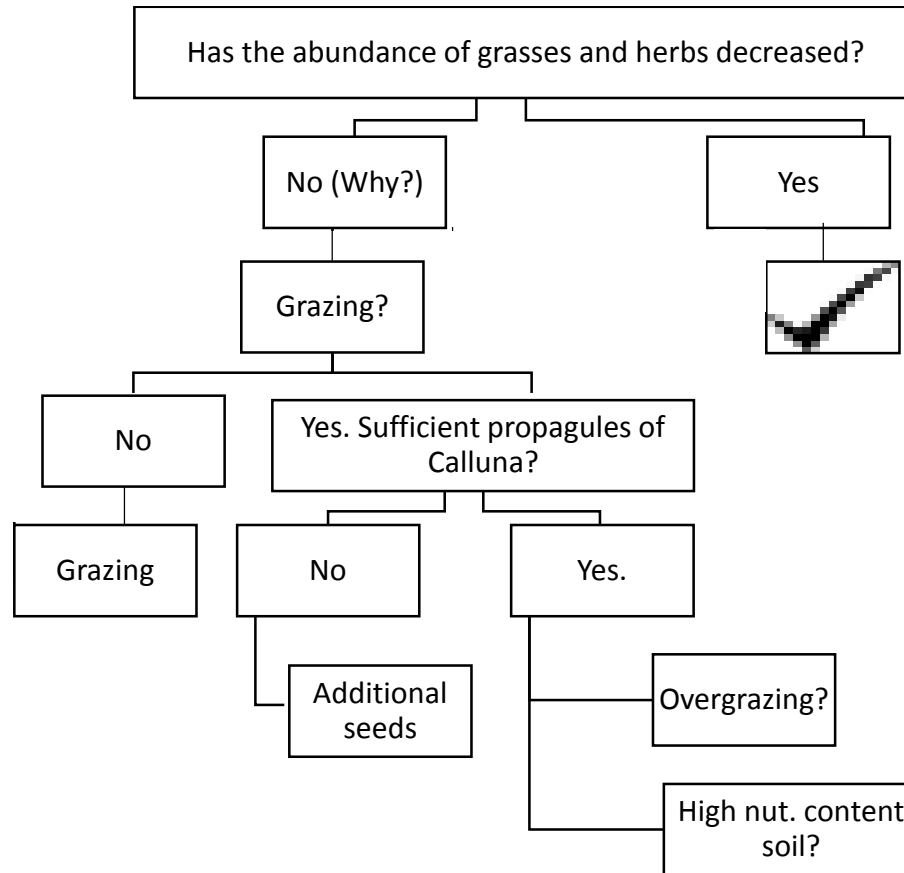 Has the abundance of grasses and herbs decreased?
No (Why?)
Yes
Grazing?
No
Yes. Sufficient propagules of
Calluna?
Grazing
No
Yes.
Additional
seeds
Overgrazing?
High nut. content
soil?